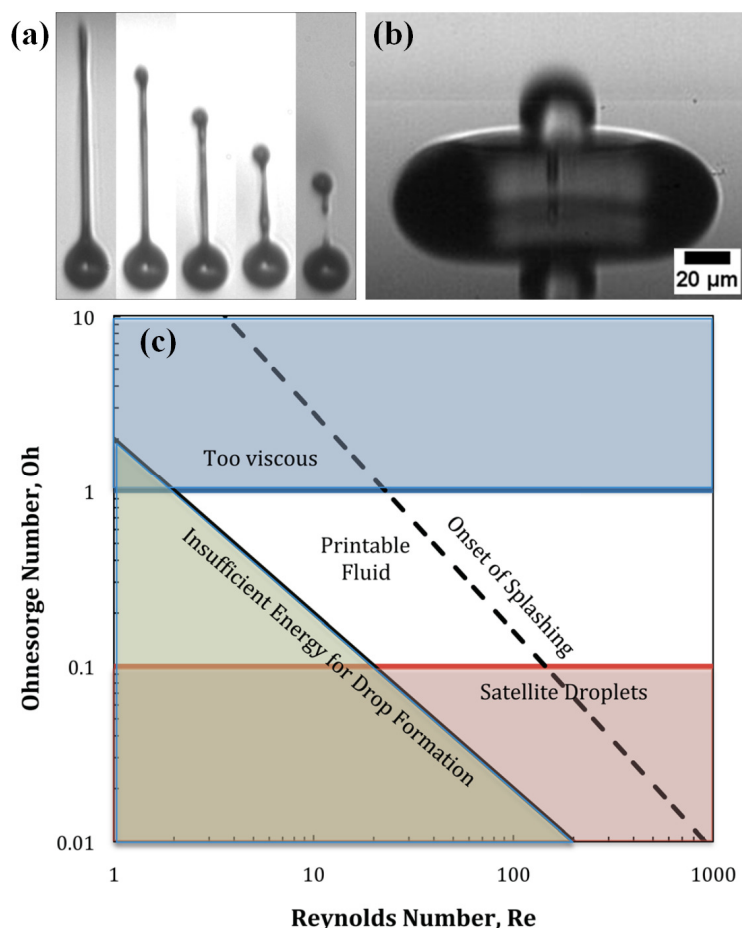 (a)
(b)
20 µm
(c)
Ohnesorge Number, Oh
10
1
0.1
0.01
Too viscous
Printable
Fluid
Onset of Splashing
Insufficient Energy for Drop Formation
Satellite Droplets
1
10
100
1000
Reynolds Number, Re